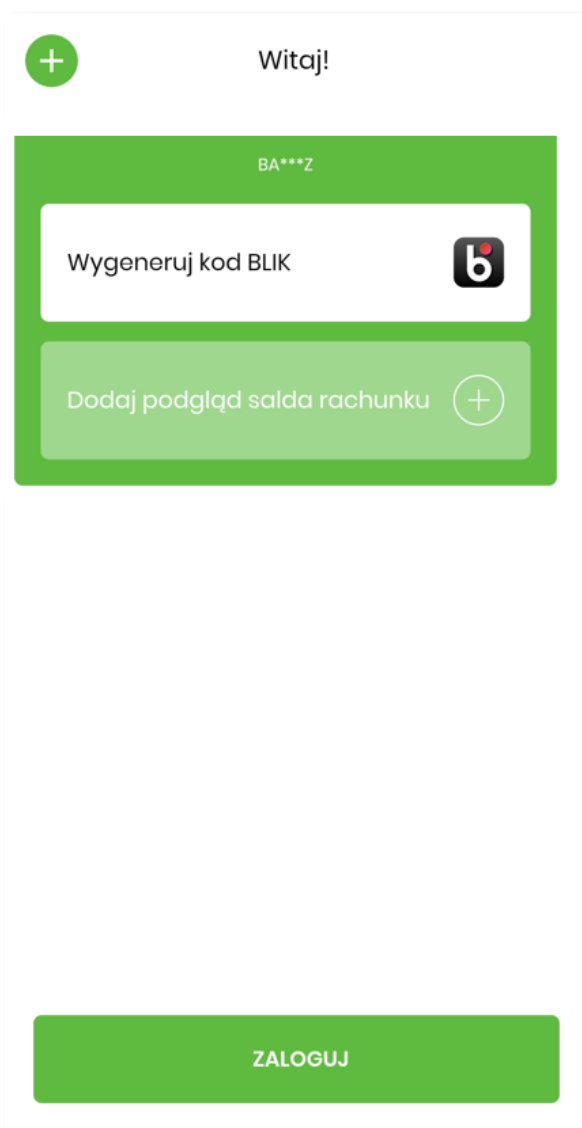 Witaj!
BA***Z
Wygeneruj kod BLIK
Dodaj podgląd salda rachunku
ZALOGUJ